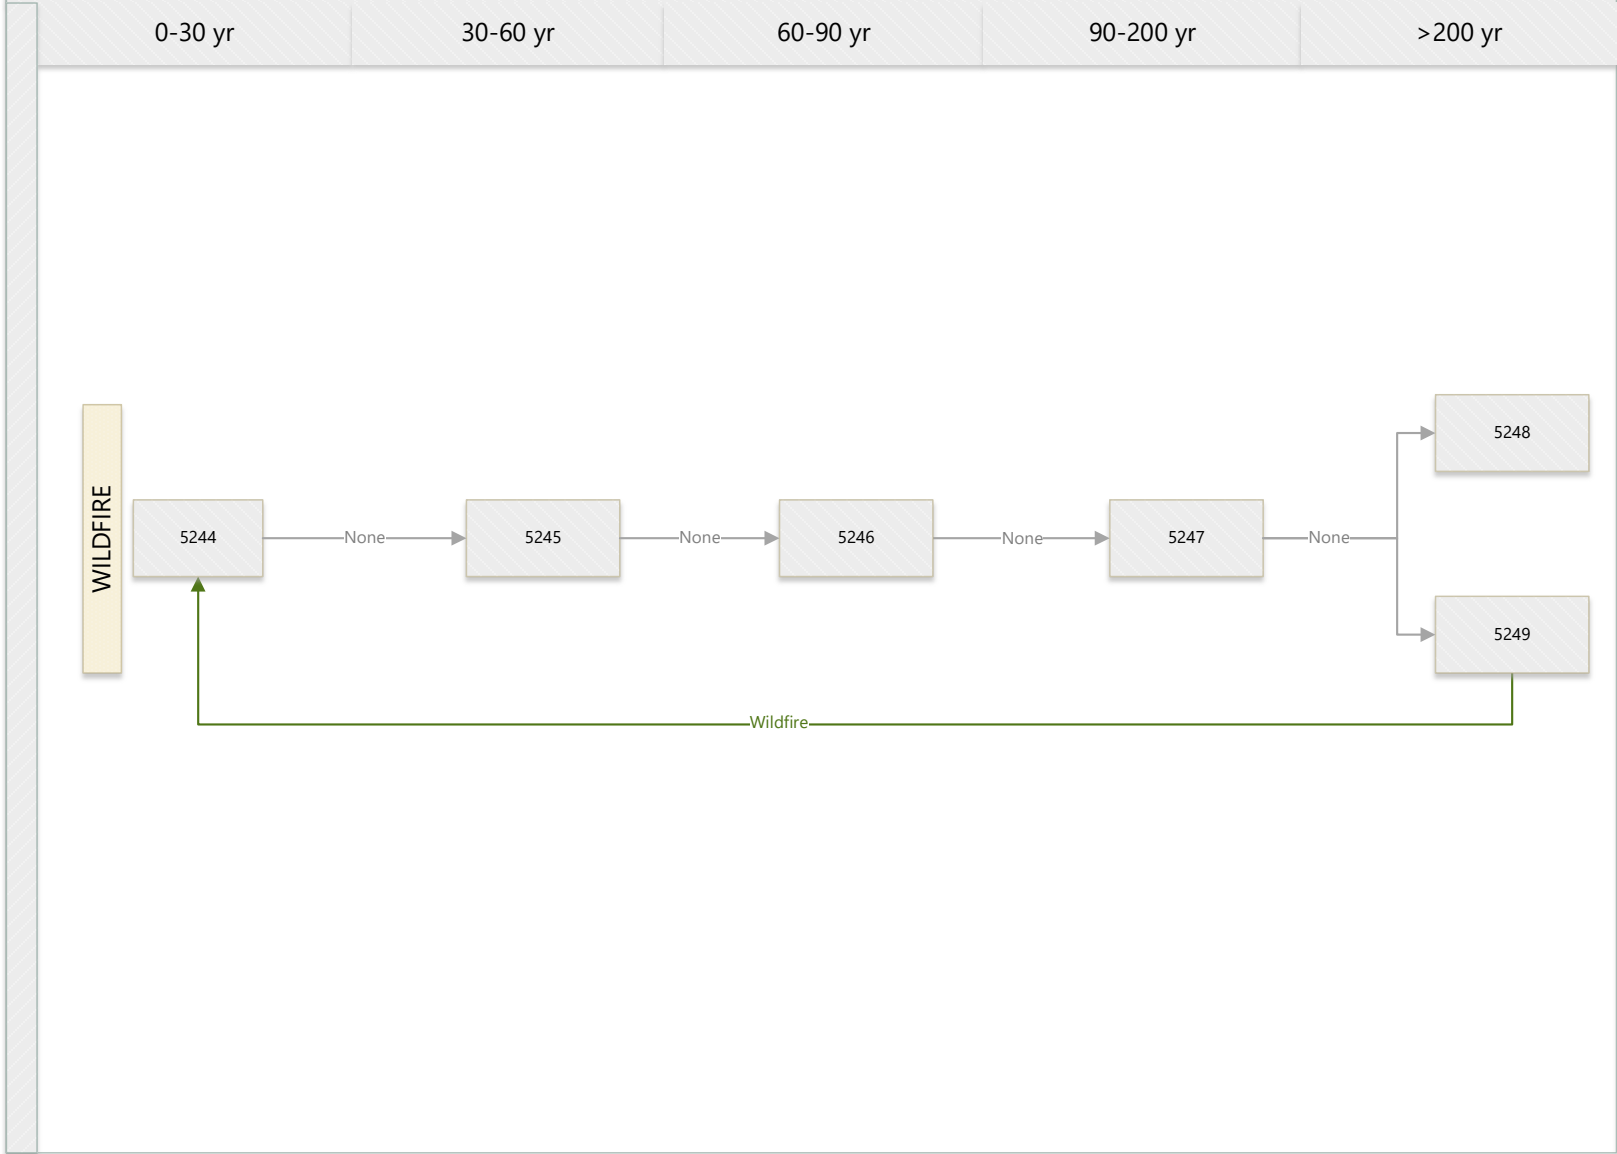 0-30 yr
30-60 yr
60-90 yr
90-200 yr
>200 yr
5248
WILDFIRE
5244
None
5245
None
5246
None
5247
None
5249
Wildfire